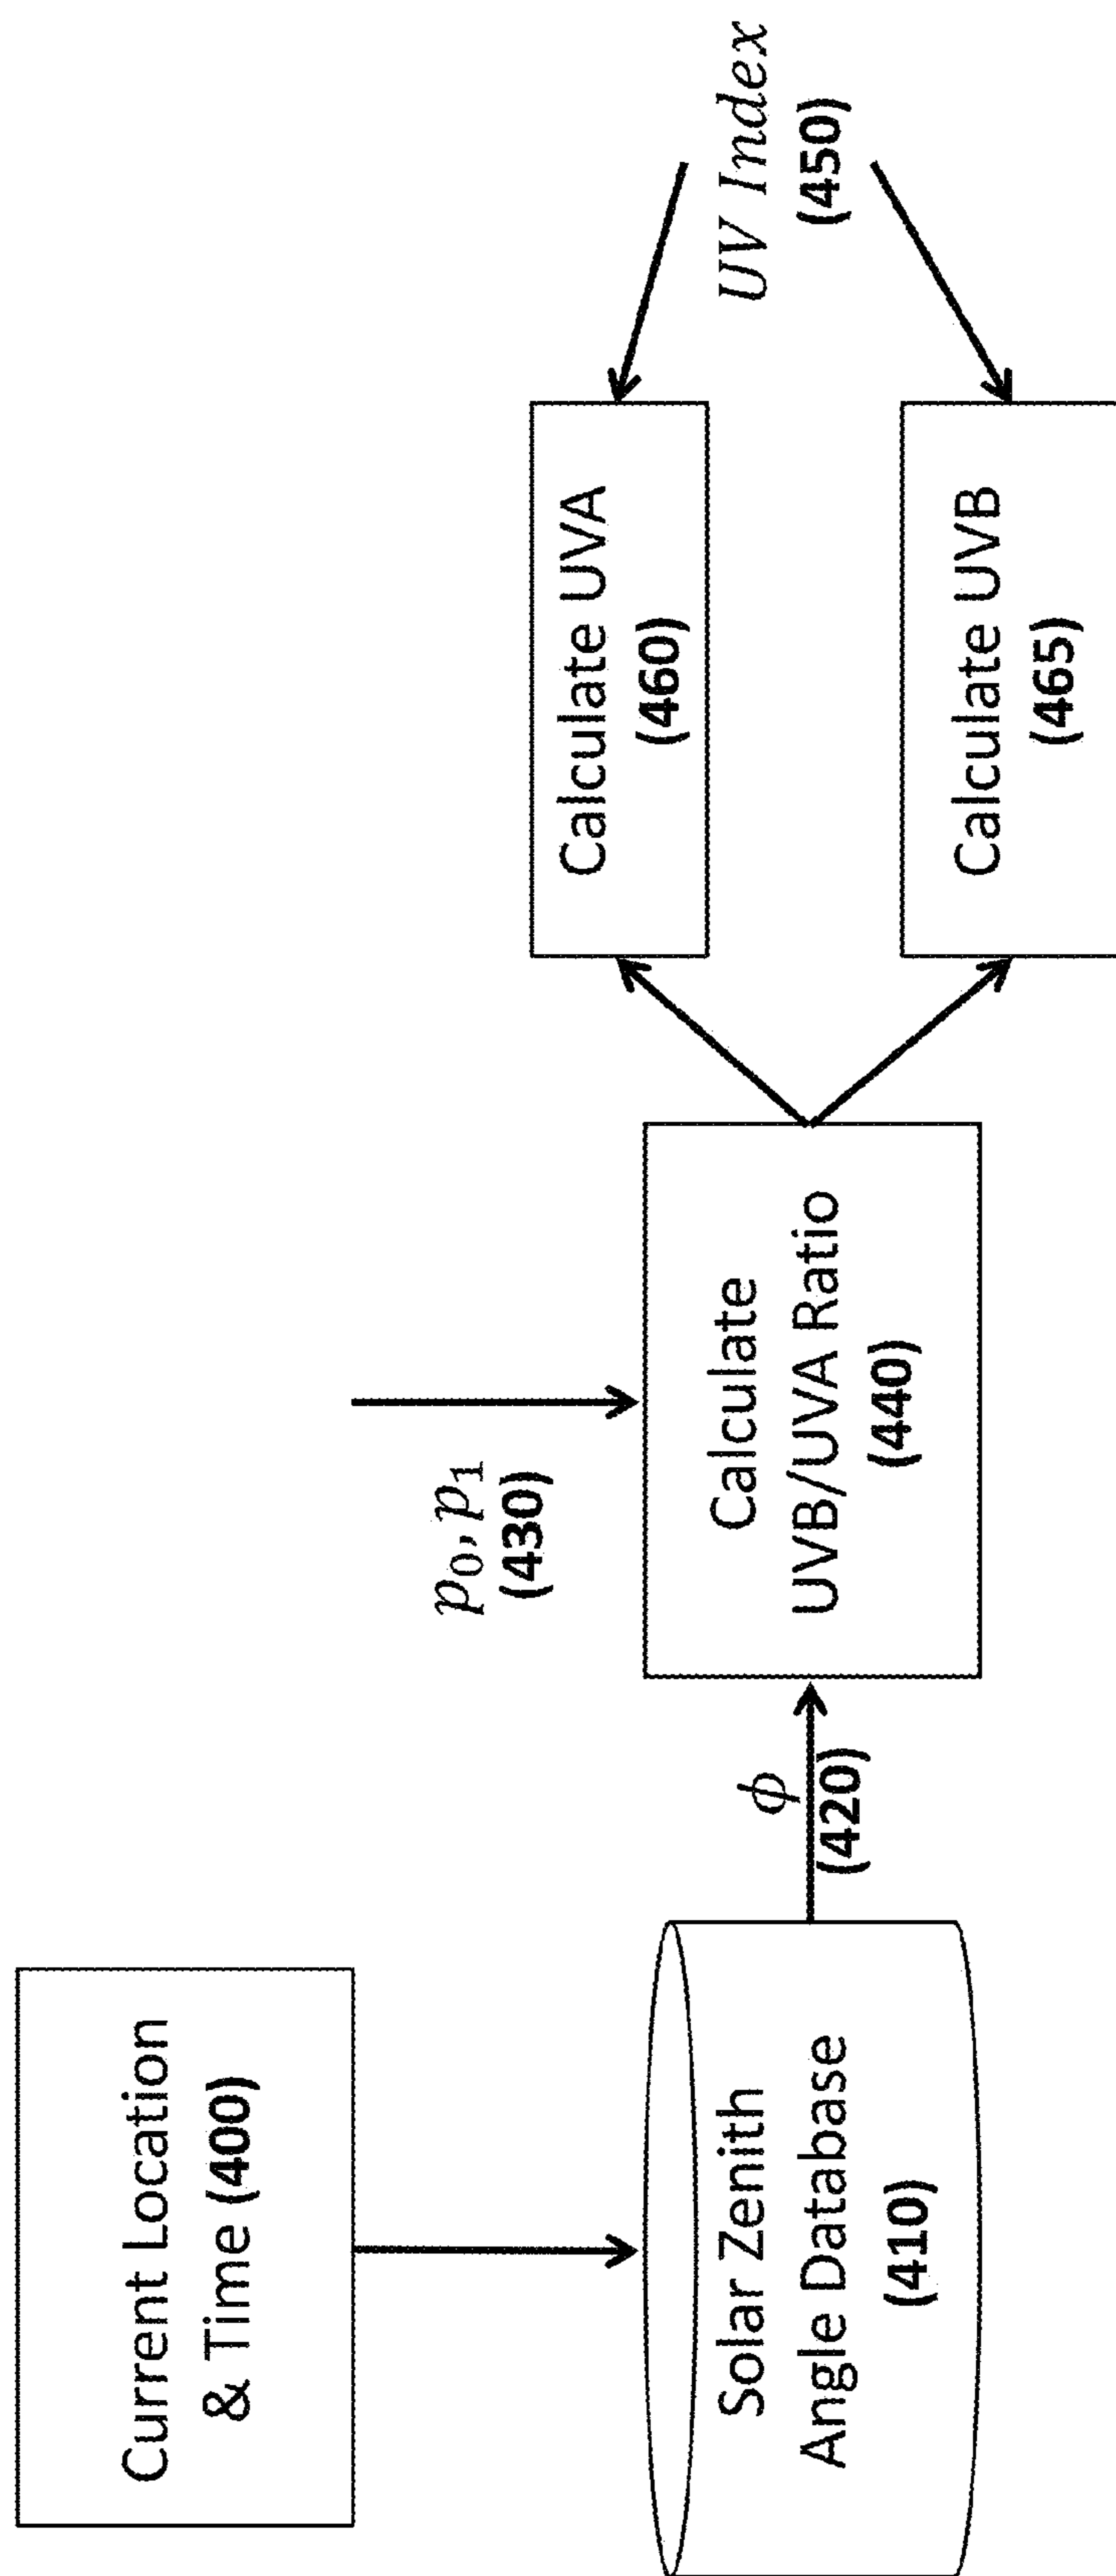 Current Location
& Time (400)
Solar Zenith
Angle Database
(410)
ϕ
(420)
p₀, p₁
(430)
Calculate
UVB/UVA Ratio
(440)
Calculate UVA
(460)
Calculate UVB
(465)
UV Index
(450)